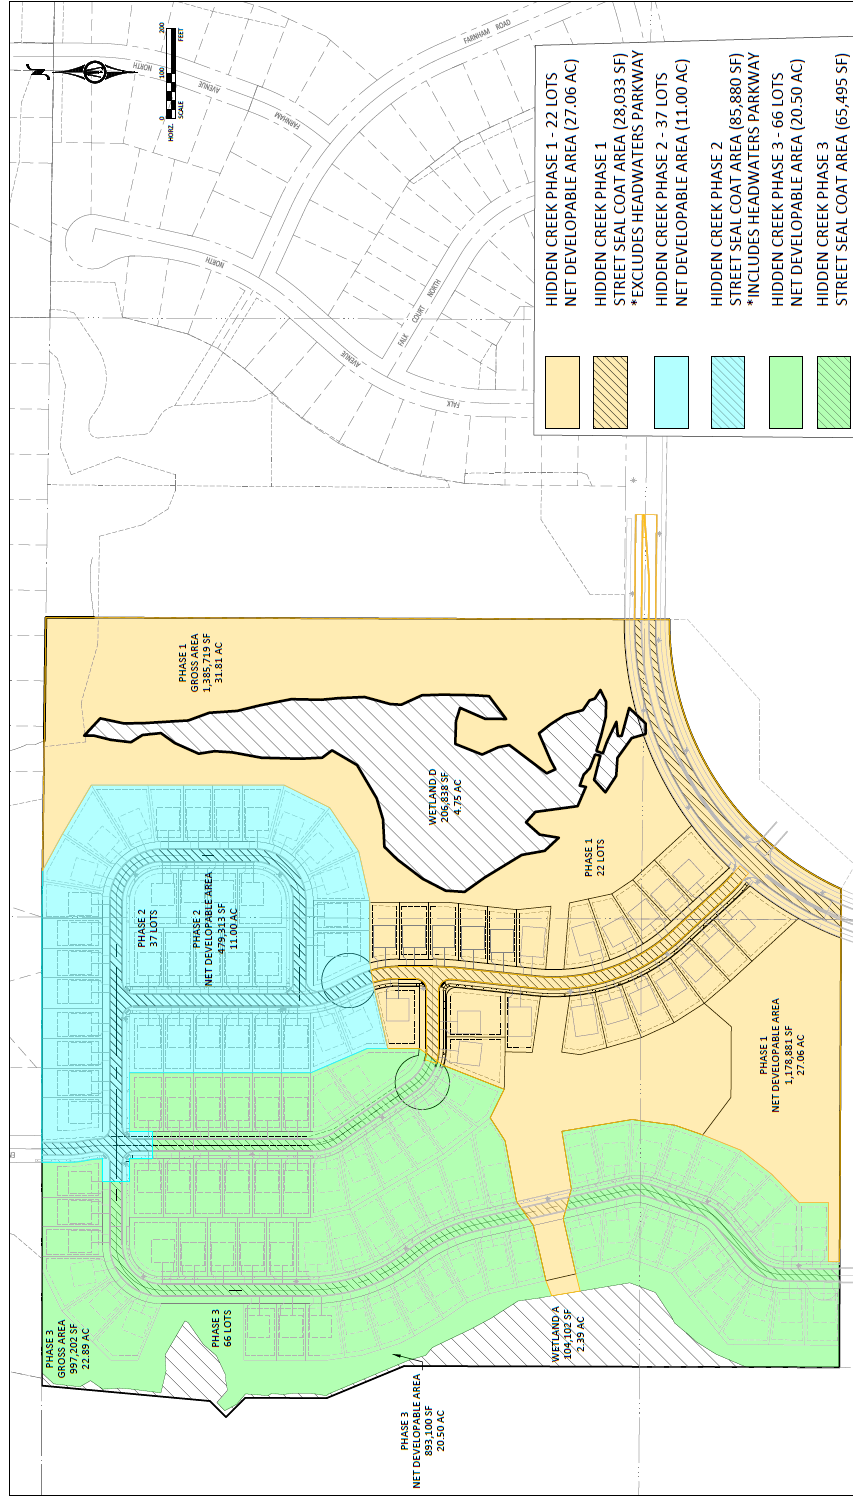 N
0 100 200
HORZ. SCALE FEET
FARNHAM ROAD
NORTH
AVENUE
FARNHAM
NORTH
AVENUE
FALK
FALK COURT NORTH
HIDDEN CREEK PHASE 1 - 22 LOTS
NET DEVELOPABLE AREA (27.06 AC)
HIDDEN CREEK PHASE 1
STREET SEAL COAT AREA (28,033 SF)
*EXCLUDES HEADWATERS PARKWAY
HIDDEN CREEK PHASE 2 - 37 LOTS
NET DEVELOPABLE AREA (11.00 AC)
HIDDEN CREEK PHASE 2
STREET SEAL COAT AREA (85,880 SF)
*INCLUDES HEADWATERS PARKWAY
HIDDEN CREEK PHASE 3 - 66 LOTS
NET DEVELOPABLE AREA (20.50 AC)
HIDDEN CREEK PHASE 3
STREET SEAL COAT AREA (65,495 SF)
PHASE 1
GROSS AREA
1,385,719 SF
31.81 AC
WETLAND D
206,838 SF
4.75 AC
PHASE 1
22 LOTS
PHASE 2
37 LOTS
PHASE 2
NET DEVELOPABLE AREA
479,313 SF
11.00 AC
PHASE 1
NET DEVELOPABLE AREA
1,178,881 SF
27.06 AC
PHASE 3
GROSS AREA
997,202 SF
22.89 AC
PHASE 3
66 LOTS
WETLAND A
104,102 SF
2.39 AC
PHASE 3
NET DEVELOPABLE AREA
893,100 SF
20.50 AC